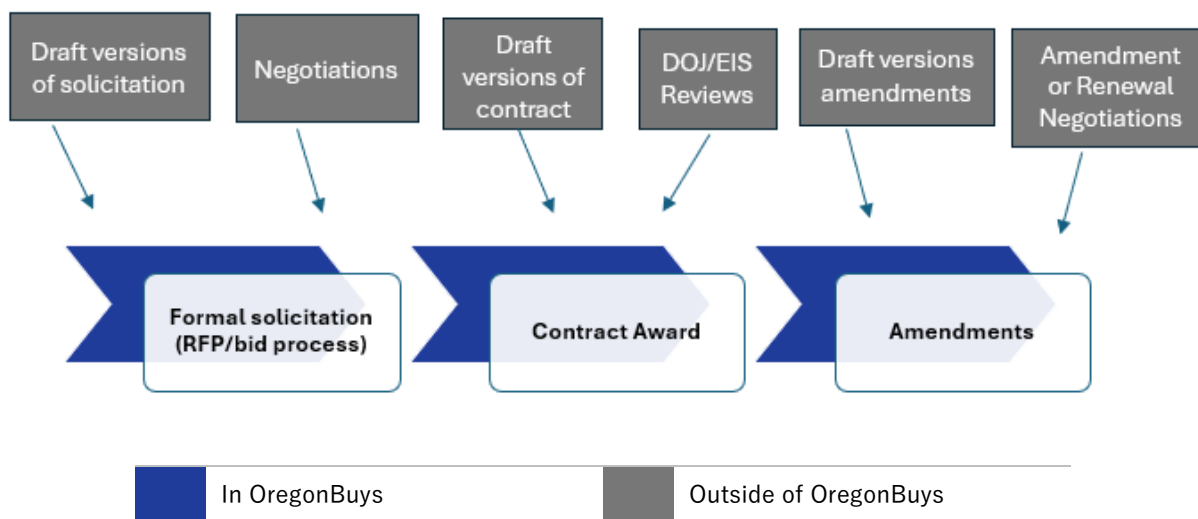 Draft versions
of solicitation
Negotiations
Draft
versions of
contract
DOJ/EIS
Reviews
Draft versions
amendments
Amendment
or Renewal
Negotiations
Formal solicitation
(RFP/bid process)
Contract Award
Amendments
In OregonBuys
Outside of OregonBuys